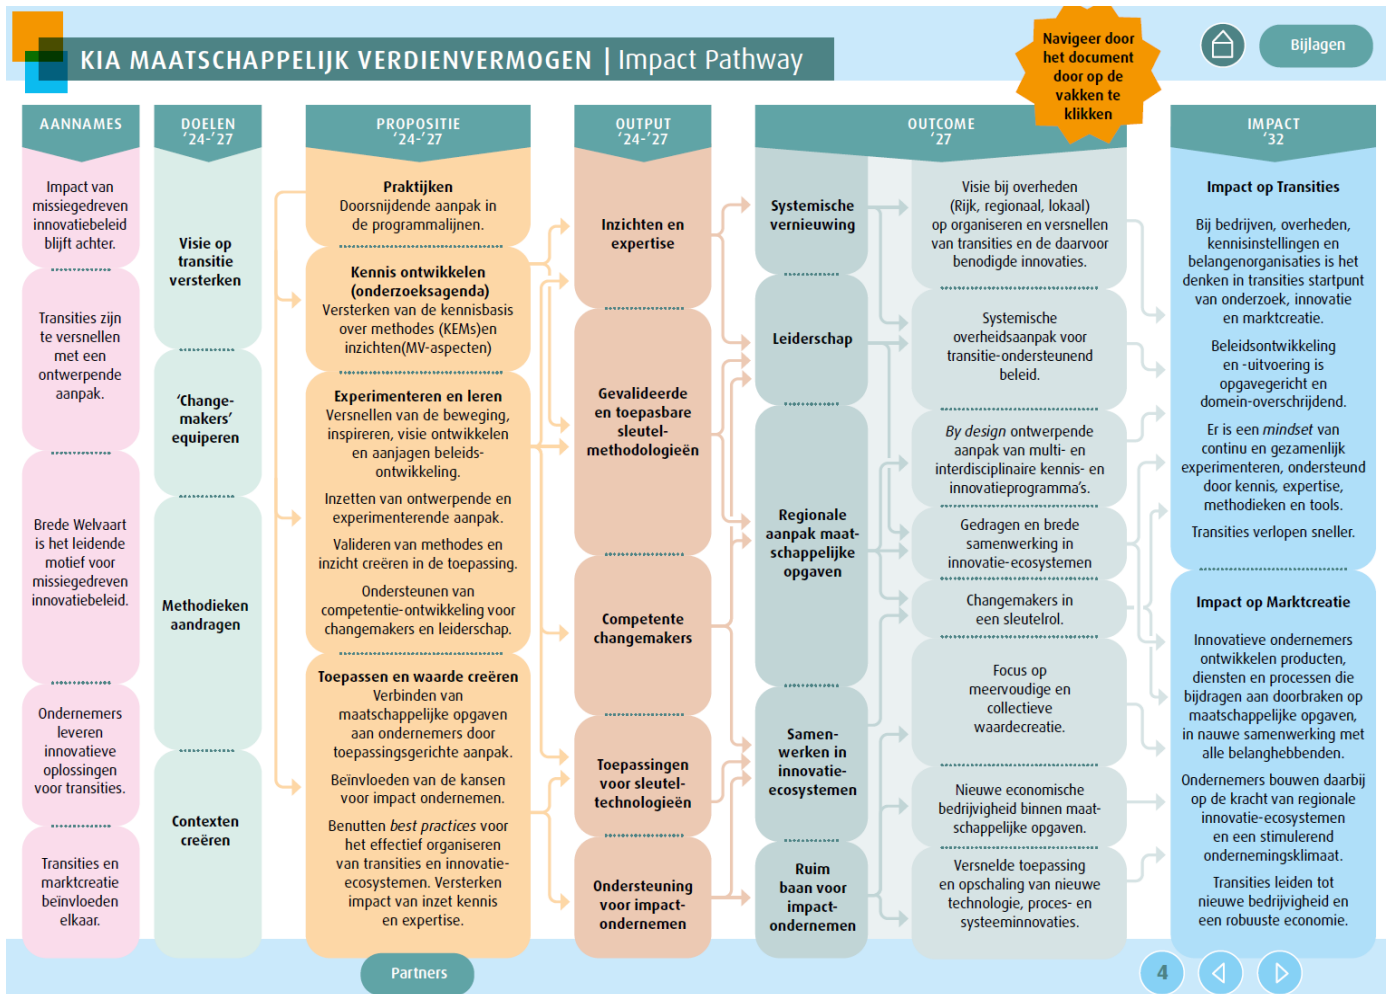 KIA MAATSCHAPPELIJK VERDIENVERMOGEN | Impact Pathway
Navigeer door
het document
door op de
vakken te
klikken
Bijlagen
AANNAMES
Impact van
missiegedreven
innovatiebeleid
blijft achter.
Transities zijn
te versnellen
met een
ontwerpende
aanpak.
Brede Welvaart
is het leidende
motief voor
missiegedreven
innovatiebeleid.
Ondernemers
leveren
innovatieve
oplossingen
voor transities.
Transities en
marktcreatie
beïnvloeden
elkaar.
DOELEN
‘24-’27
Visie op
transitie
versterken
‘Change-
makers’
equiperen
Methodieken
aandragen
Contexten
creëren
PROPOSITIE
‘24-’27
Praktijken
Doorsnijdende aanpak in
de programmalijnen.
Kennis ontwikkelen
(onderzoeksagenda)
Versterken van de kennisbasis
over methodes (KEMs)en
inzichten(MV-aspecten)
Experimenteren en leren
Versnellen van de beweging,
inspireren, visie ontwikkelen
en aanjagen beleids-
ontwikkeling.
Inzetten van ontwerpende en
experimenterende aanpak.
Valideren van methodes en
inzicht creëren in de toepassing.
Ondersteunen van
competentie-ontwikkeling voor
changemakers en leiderschap.
Toepassen en waarde creëren
Verbinden van
maatschappelijke opgaven
aan ondernemers door
toepassingsgerichte aanpak.
Beïnvloeden van de kansen
voor impact ondernemen.
Benutten best practices voor
het effectief organiseren
van transities en innovatie-
ecosystemen. Versterken
impact van inzet kennis
en expertise.
OUTPUT
‘24-’27
Inzichten en
expertise
Gevalideerde
en toepasbare
sleutel-
methodologieën
Competente
changemakers
Toepassingen
voor sleutel-
technologieën
Ondersteuning
voor impact-
ondernemen
OUTCOME
‘27
Systemische
vernieuwing
Leiderschap
Regionale
aanpak maat-
schappelijke
opgaven
Samen-
werken in
innovatie-
ecosystemen
Ruim
baan voor
impact-
ondernemen
Visie bij overheden
(Rijk, regionaal, lokaal)
op organiseren en versnellen
van transities en de daarvoor
benodigde innovaties.
Systemische
overheidsaanpak voor
transitie-ondersteunend
beleid.
By design ontwerpende
aanpak van multi- en
interdisciplinaire kennis- en
innovatieprogramma’s.
Gedragen en brede
samenwerking in
innovatie-ecosystemen
Changemakers in
een sleutelrol.
Focus op
meervoudige en
collectieve
waardecreatie.
Nieuwe economische
bedrijvigheid binnen maat-
schappelijke opgaven.
Versnelde toepassing
en opschaling van nieuwe
technologie, proces- en
systeeminnovaties.
IMPACT
‘32
Impact op Transities
Bij bedrijven, overheden,
kennisinstellingen en
belangenorganisaties is het
denken in transities startpunt
van onderzoek, innovatie
en marktcreatie.
Beleidsontwikkeling
en -uitvoering is
opgavegericht en
domein-overschrijdend.
Er is een mindset van
continu en gezamenlijk
experimenteren, ondersteund
door kennis, expertise,
methodieken en tools.
Transities verlopen sneller.
Impact op Marktcreatie
Innovatieve ondernemers
ontwikkelen producten,
diensten en processen die
bijdragen aan doorbraken op
maatschappelijke opgaven,
in nauwe samenwerking met
alle belanghebbenden.
Ondernemers bouwen daarbij
op de kracht van regionale
innovatie-ecosystemen
en een stimulerend
ondernemingsklimaat.
Transities leiden tot
nieuwe bedrijvigheid en
een robuuste economie.
Partners
4